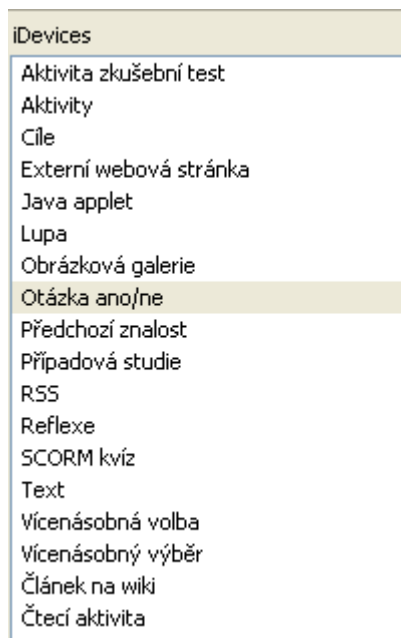 iDevices
Aktivita zkušební test
Aktivity
Cíle
Externí webová stránka
Java applet
Lupa
Obrázková galerie
Otázka ano/ne
Předchozí znalost
Případová studie
RSS
Reflexe
SCORM kvíz
Text
Vícenásobná volba
Vícenásobný výběr
Článek na wiki
Čtecí aktivita